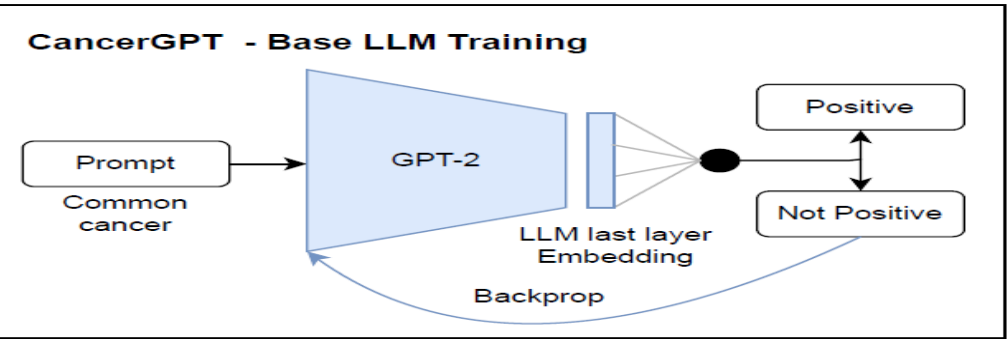 CancerGPT - Base LLM Training
Prompt
Common
cancer
GPT-2
LLM last layer
Embedding
Positive
Not Positive
Backprop